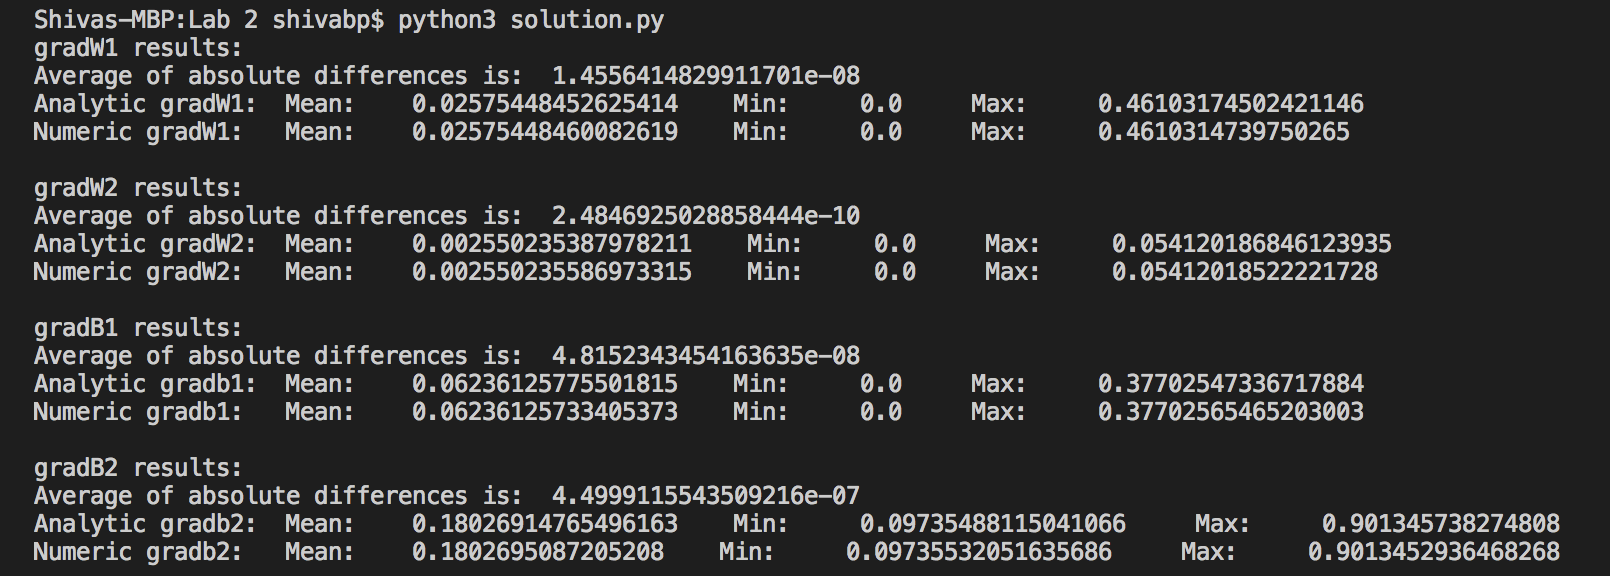 Shivas-MBP:Lab 2 shivabp$ python3 solution.py
gradW1 results:
Average of absolute differences is:  1.4556414829911701e-08
Analytic gradW1:  Mean:    0.02575448452625414    Min:     0.0     Max:     0.46103174502421146
Numeric gradW1:   Mean:    0.02575448460082619    Min:     0.0     Max:     0.4610314739750265
gradW2 results:
Average of absolute differences is:  2.4846925028858444e-10
Analytic gradW2:  Mean:    0.002550235387978211    Min:     0.0     Max:     0.054120186846123935
Numeric gradW2:   Mean:    0.002550235586973315    Min:     0.0     Max:     0.05412018522221728
gradB1 results:
Average of absolute differences is:  4.8152343454163635e-08
Analytic gradb1:  Mean:    0.06236125775501815    Min:     0.0     Max:     0.37702547336717884
Numeric gradb1:   Mean:    0.06236125733405373    Min:     0.0     Max:     0.37702565465203003
gradB2 results:
Average of absolute differences is:  4.4999115543509216e-07
Analytic gradb2:  Mean:    0.18026914765496163    Min:     0.09735488115041066     Max:     0.901345738274808
Numeric gradb2:   Mean:    0.1802695087205208    Min:     0.09735532051635686     Max:     0.9013452936468268